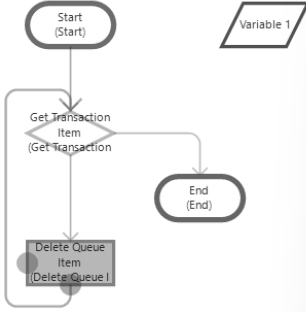 Start
(Start)
Variable 1
Get Transaction
Item
(Get Transaction
End
(End)
Delete Queue
Item
(Delete Queue I